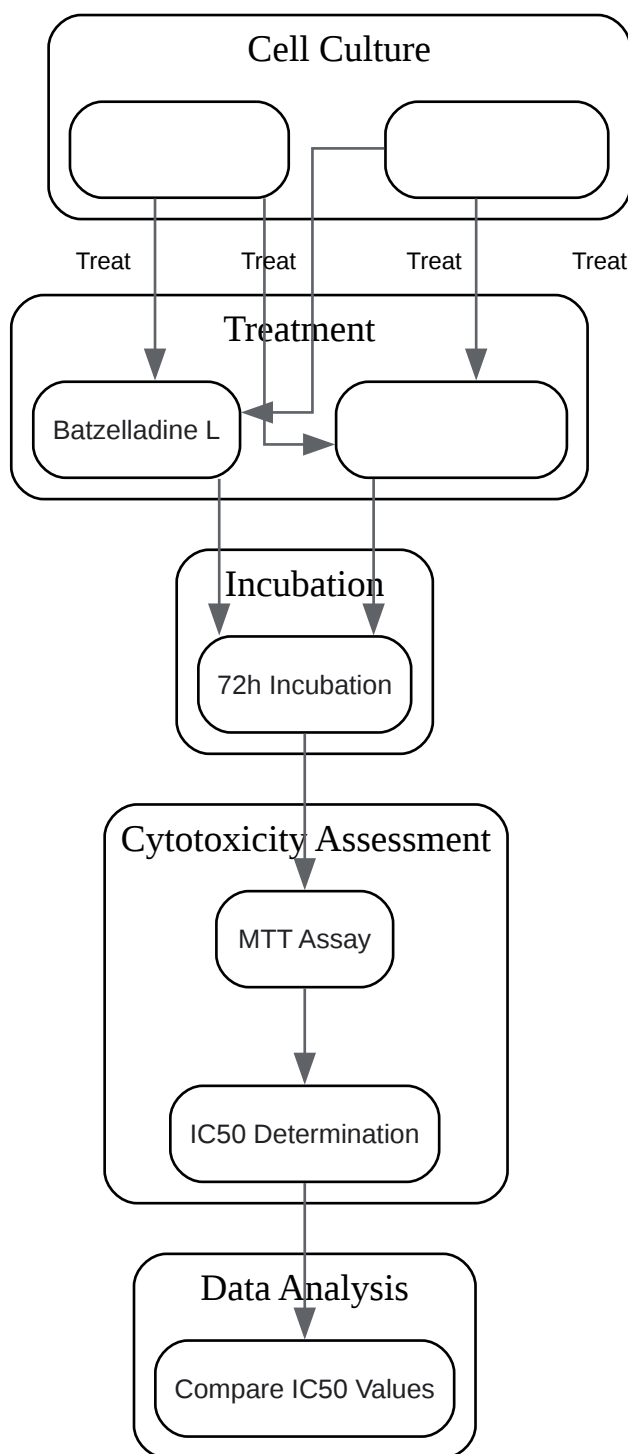 Cell Culture
Treat Treat Treat Treat
Treatment
Batzelladine L
Incubation
72h Incubation
Cytotoxicity Assessment
MTT Assay
IC50 Determination
Data Analysis
Compare IC50 Values